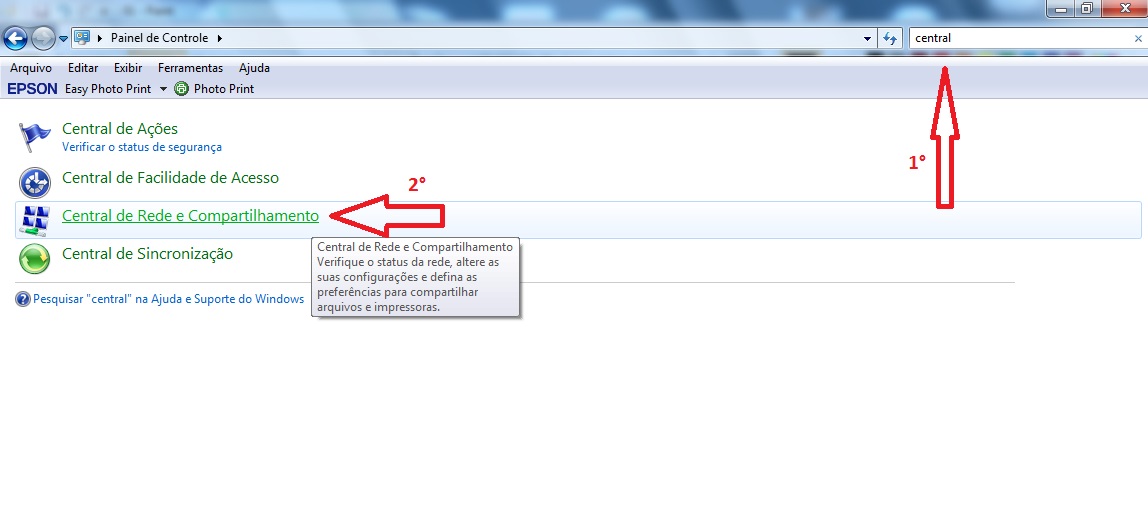 Painel de Controle
central
Arquivo Editar Exibir Ferramentas Ajuda
EPSON Easy Photo Print Photo Print
Central de Ações
Verificar o status de segurança
1°
Central de Facilidade de Acesso
2°
Central de Rede e Compartilhamento
Central de Rede e Compartilhamento
Verifique o status da rede, altere as
suas configurações e defina as
preferências para compartilhar
arquivos e impressoras.
Central de Sincronização
Pesquisar "central" na Ajuda e Suporte do Windows